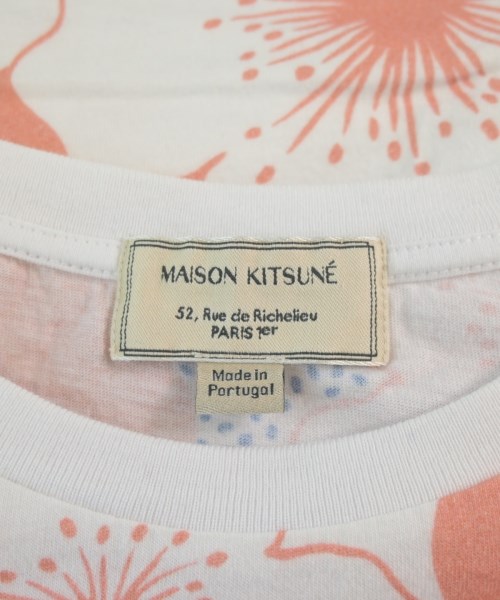 MAISON KITSUNÉ
52, Rue de Richelieu
PARIS 1er
Made in
Portugal